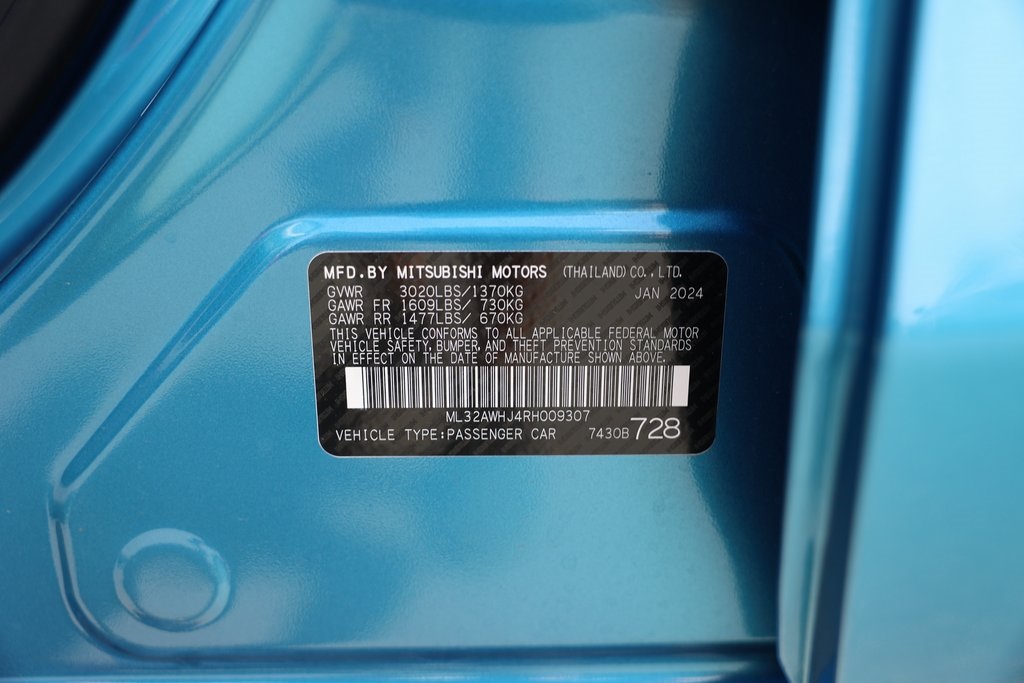 MFD.BY MITSUBISHI MOTORS (THAILAND)CO.,LTD.
GVWR 3020LBS/1370KG JAN 2024
GAWR FR 1609LBS/ 730KG
GAWR RR 1477LBS/ 670KG
THIS VEHICLE CONFORMS TO ALL APPLICABLE FEDERAL MOTOR
VEHICLE SAFETY, BUMPER, AND THEFT PREVENTION STANDARDS
IN EFFECT ON THE DATE OF MANUFACTURE SHOWN ABOVE.
ML32AWHJ4RH009307
VEHICLE TYPE:PASSENGER CAR 7430B 728